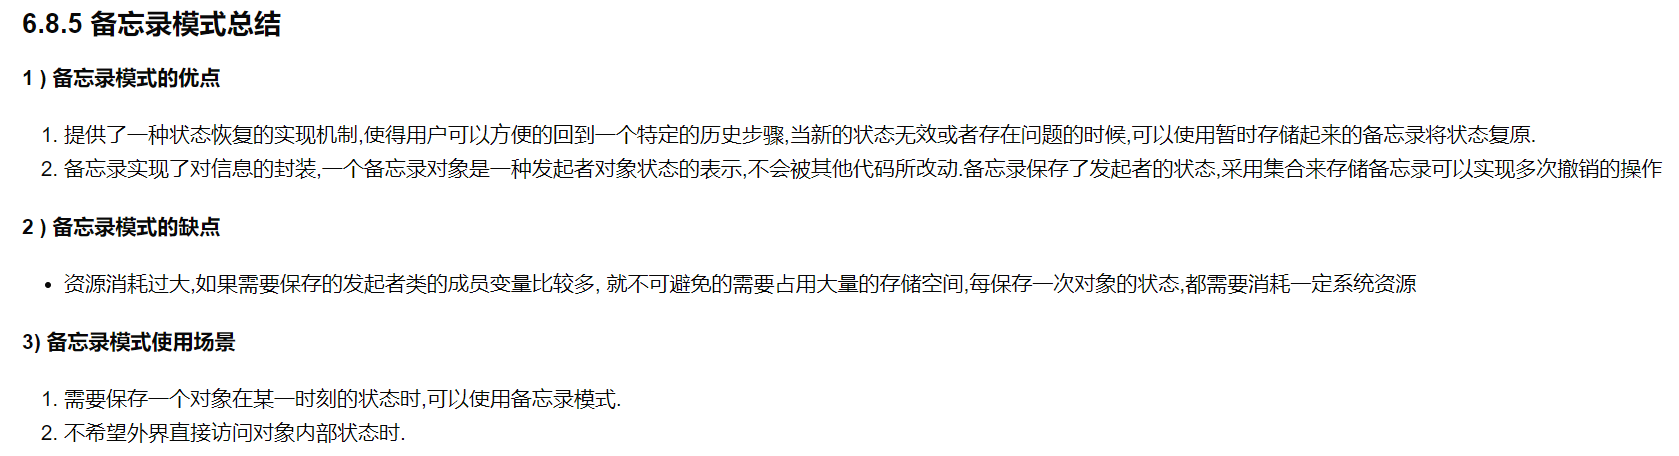 6.8.5 备忘录模式总结
1 ) 备忘录模式的优点
1. 提供了一种状态恢复的实现机制,使得用户可以方便的回到一个特定的历史步骤,当新的状态无效或者存在问题的时候,可以使用暂时存储起来的备忘录将状态复原.
2. 备忘录实现了对信息的封装,一个备忘录对象是一种发起者对象状态的表示,不会被其他代码所改动.备忘录保存了发起者的状态,采用集合来存储备忘录可以实现多次撤销的操作
2 ) 备忘录模式的缺点
• 资源消耗过大,如果需要保存的发起者类的成员变量比较多, 就不可避免的需要占用大量的存储空间,每保存一次对象的状态,都需要消耗一定系统资源
3) 备忘录模式使用场景
1. 需要保存一个对象在某一时刻的状态时,可以使用备忘录模式.
2. 不希望外界直接访问对象内部状态时.